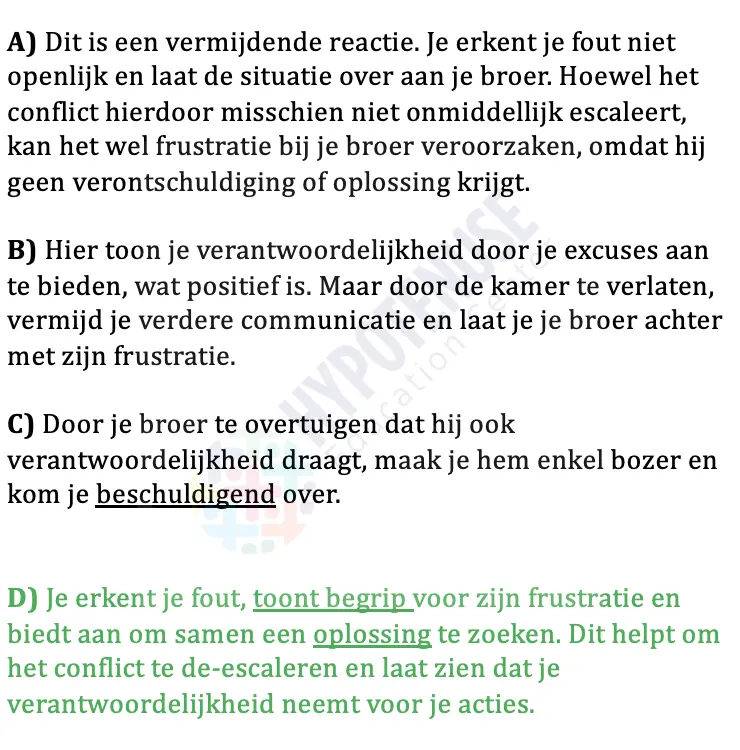 A) Dit is een vermijdende reactie. Je erkent je fout niet
openlijk en laat de situatie over aan je broer. Hoewel het
conflict hierdoor misschien niet onmiddellijk escaleert,
kan het wel frustratie bij je broer veroorzaken, omdat hij
geen verontschuldiging of oplossing krijgt.
B) Hier toon je verantwoordelijkheid door je excuses aan
te bieden, wat positief is. Maar door de kamer te verlaten,
vermijd je verdere communicatie en laat je je broer achter
met zijn frustratie.
C) Door je broer te overtuigen dat hij ook
verantwoordelijkheid draagt, maak je hem enkel bozer en
kom je beschuldigend over.
D) Je erkent je fout, toont begrip voor zijn frustratie en
biedt aan om samen een oplossing te zoeken. Dit helpt om
het conflict te de-escaleren en laat zien dat je
verantwoordelijkheid neemt voor je acties.
HYPOTENUSE
Education Center